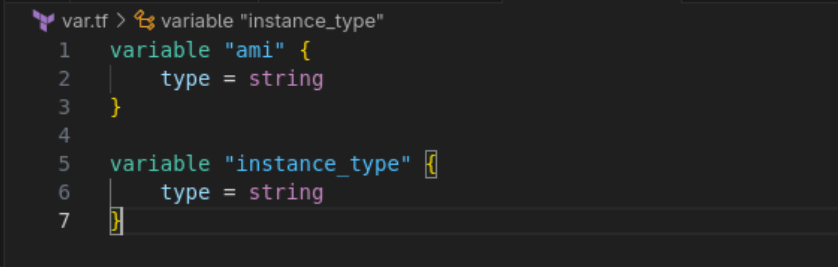 var.tf > variable "instance_type"
1 variable "ami" {
2     type = string
3 }
4
5 variable "instance_type" {
6     type = string
7 }